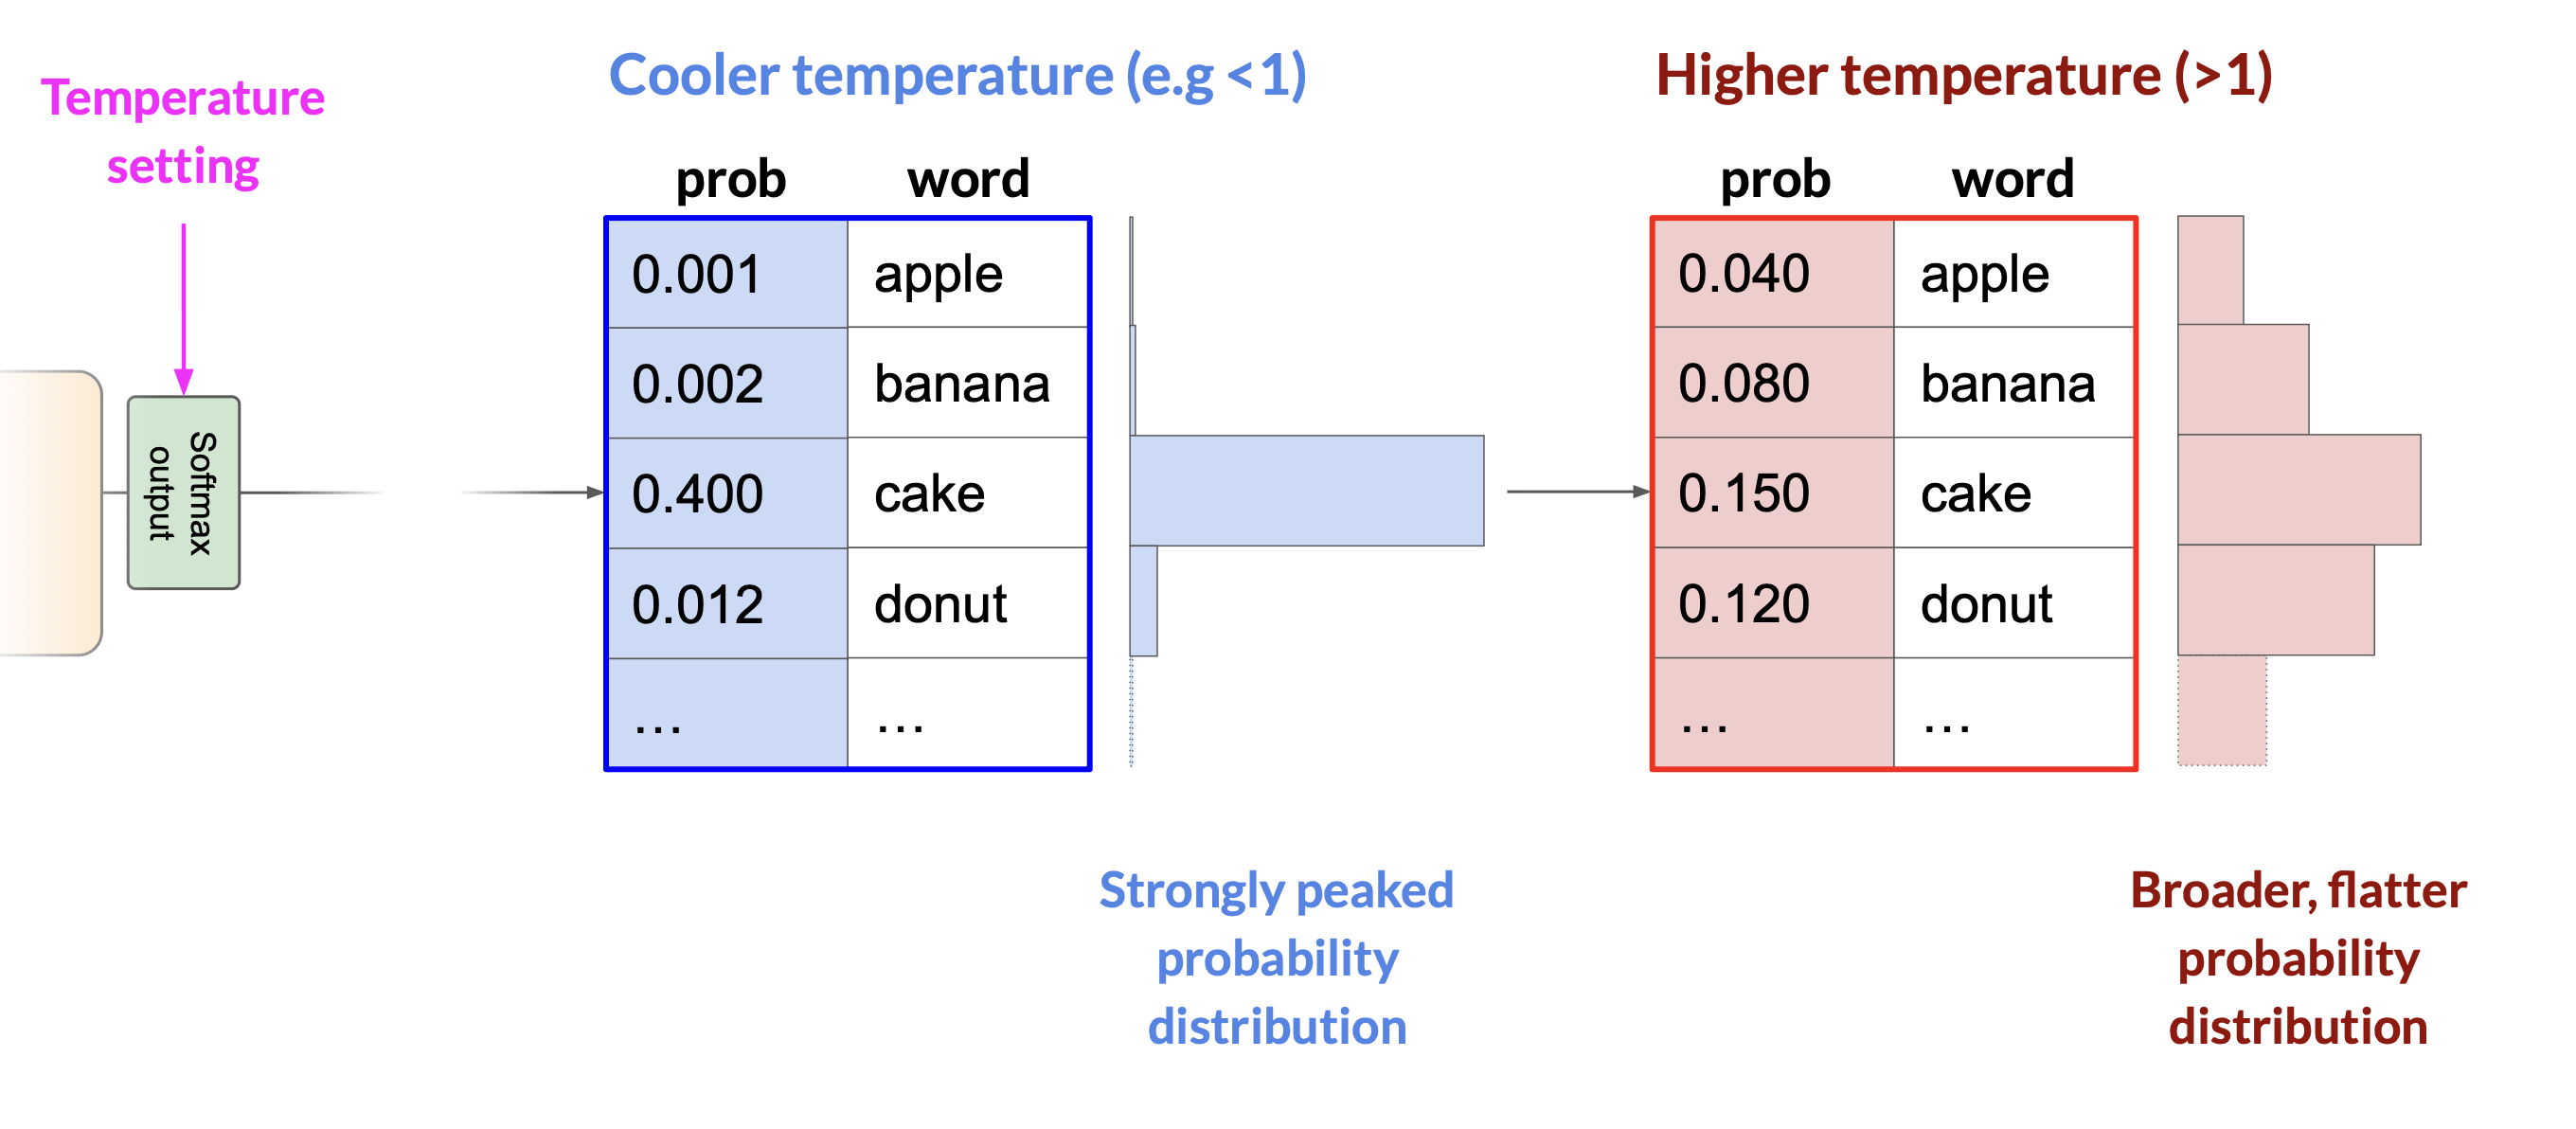 Temperature
setting
Softmax
output
Cooler temperature (e.g <1)
prob word
0.001 apple
0.002 banana
0.400 cake
0.012 donut
... ...
Strongly peaked
probability
distribution
Higher temperature (>1)
prob word
0.040 apple
0.080 banana
0.150 cake
0.120 donut
... ...
Broader, flatter
probability
distribution